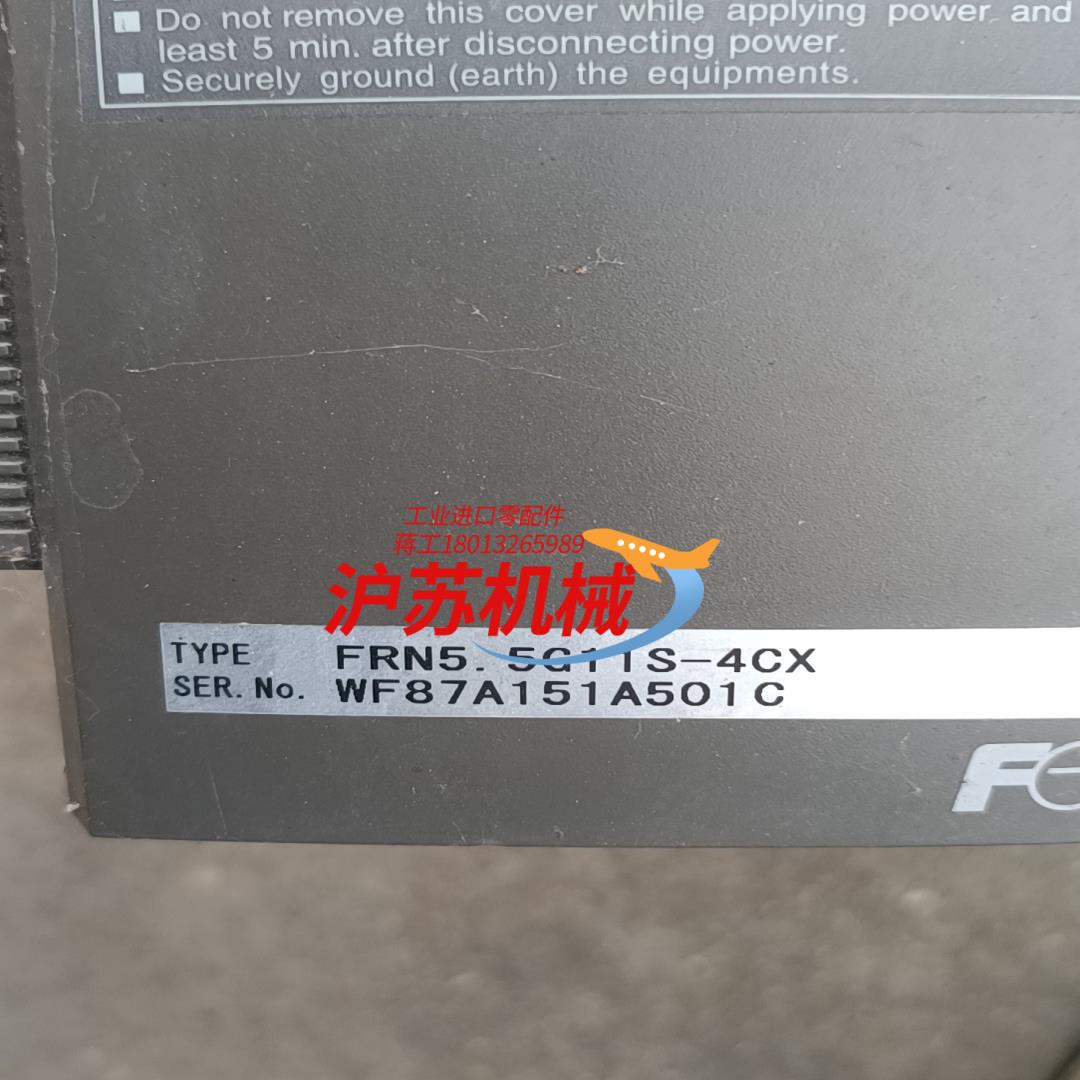 ■ Do not remove this cover while applying power and
least 5 min. after disconnecting power.
■ Securely ground (earth) the equipments.
工业进口零配件
蒋工18013265989
沪苏机械
TYPE FRN5.5G11S-4CX
SER. No. WF87A151A501C